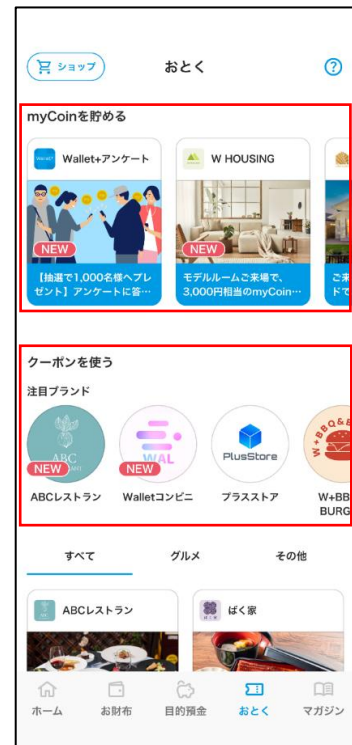 ショップ
おとく
?
myCoinを貯める
Wallet+アンケート
W HOUSING
NEW
NEW
【抽選で1,000名様へプレ
ゼント】アンケートに答…
モデルルームご来場で、
3,000円相当のmyCoin…
ご来
ドで
クーポンを使う
注目ブランド
ABC
NEW
WAL
NEW
PlusStore
W+BBQ&B
ABCレストラン
Walletコンビニ
プラスストア
W+BB
BURG
すべて
グルメ
その他
ABCレストラン
ばく家
ホーム
お財布
目的預金
おとく
マガジン